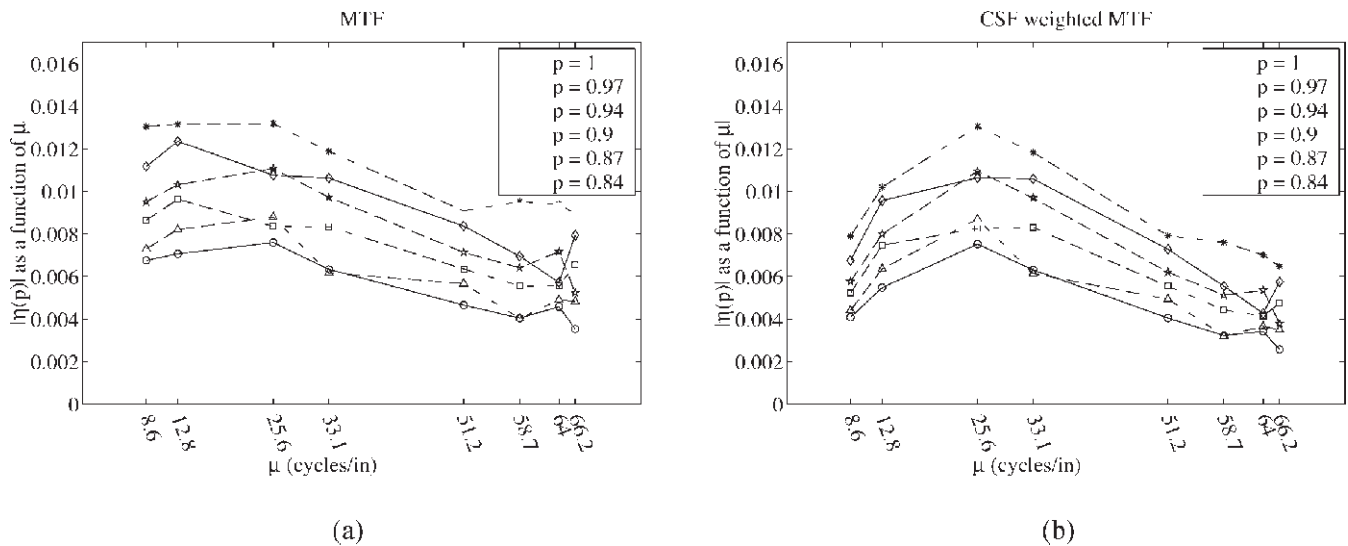 MTF
|η(p)| as a function of μ
0.016
0.014
0.012
0.01
0.008
0.006
0.004
0.002
0
p = 1
p = 0.97
p = 0.94
p = 0.9
p = 0.87
p = 0.84
8.6
12.8
25.6
33.1
51.2
58.7
64
66.2
μ (cycles/in)
(a)
CSF weighted MTF
|η(p)| as a function of μ|
0.016
0.014
0.012
0.01
0.008
0.006
0.004
0.002
0
p = 1
p = 0.97
p = 0.94
p = 0.9
p = 0.87
p = 0.84
8.6
12.8
25.6
33.1
51.2
58.7
64
66.2
μ (cycles/in)
(b)